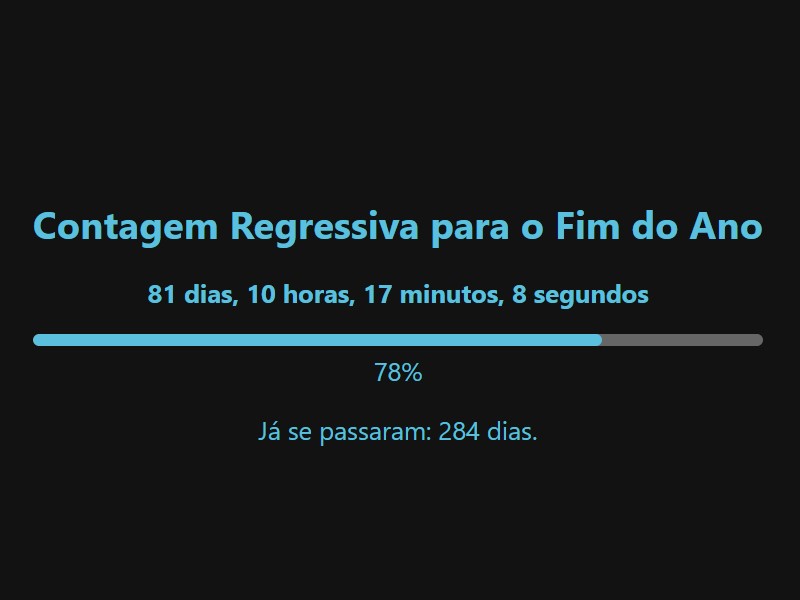 Contagem Regressiva para o Fim do Ano
81 dias, 10 horas, 17 minutos, 8 segundos
78%
Já se passaram: 284 dias.